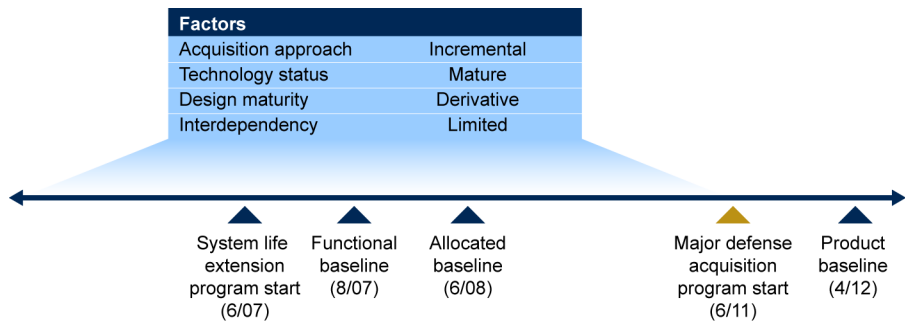 Factors
Acquisition approach Incremental
Technology status Mature
Design maturity Derivative
Interdependency Limited
System life
extension
program start
(6/07)
Functional
baseline
(8/07)
Allocated
baseline
(6/08)
Major defense
acquisition
program start
(6/11)
Product
baseline
(4/12)